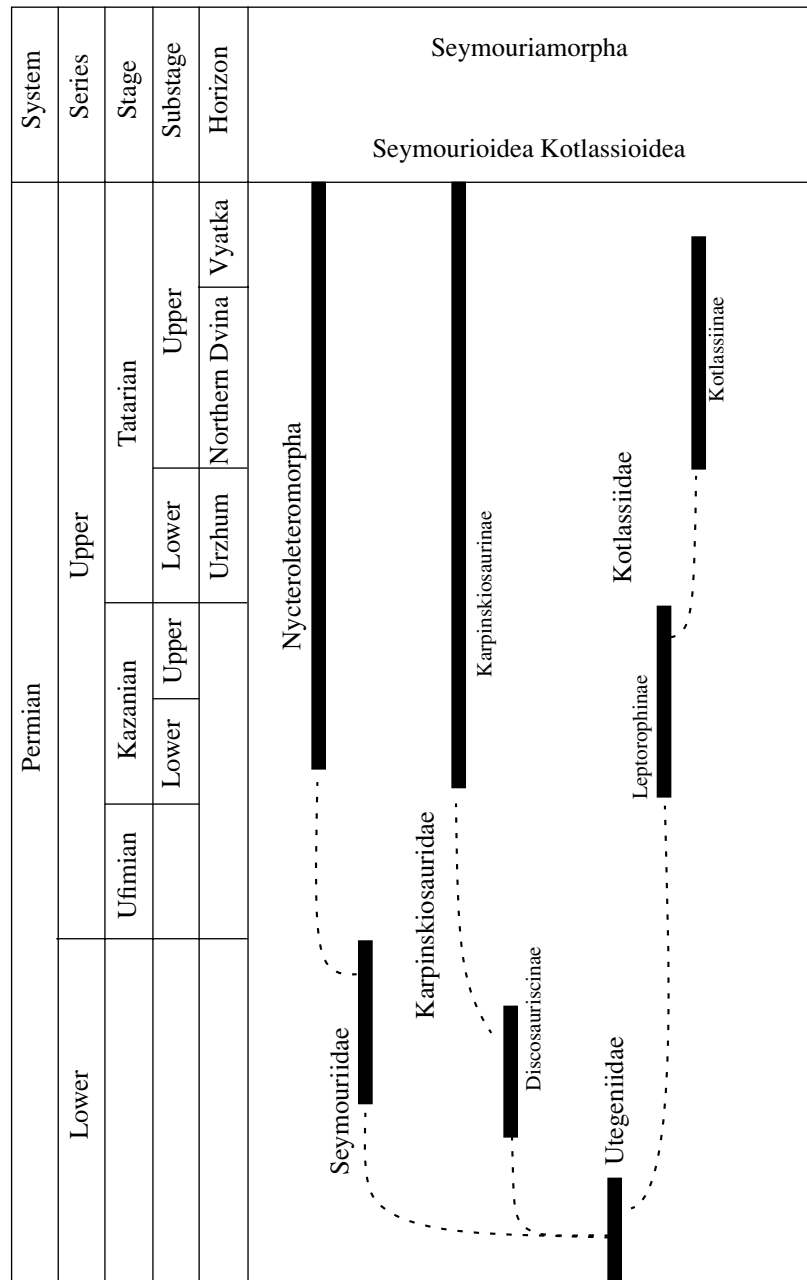 System
Series
Stage
Substage
Horizon
Seymouriamorpha
Seymourioidea Kotlassioidea
Permian
Upper
Lower
Tatarian
Kazanian
Ufimian
Upper
Lower
Upper
Lower
Vyatka
Northern Dvina
Urzhum
Nycteroleteromorpha
Seymouriidae
Karpinskiosauridae
Karpinskiosaurinae
Discosauriscinae
Utegeniidae
Leptorophinae
Kotlassiidae
Kotlassiinae